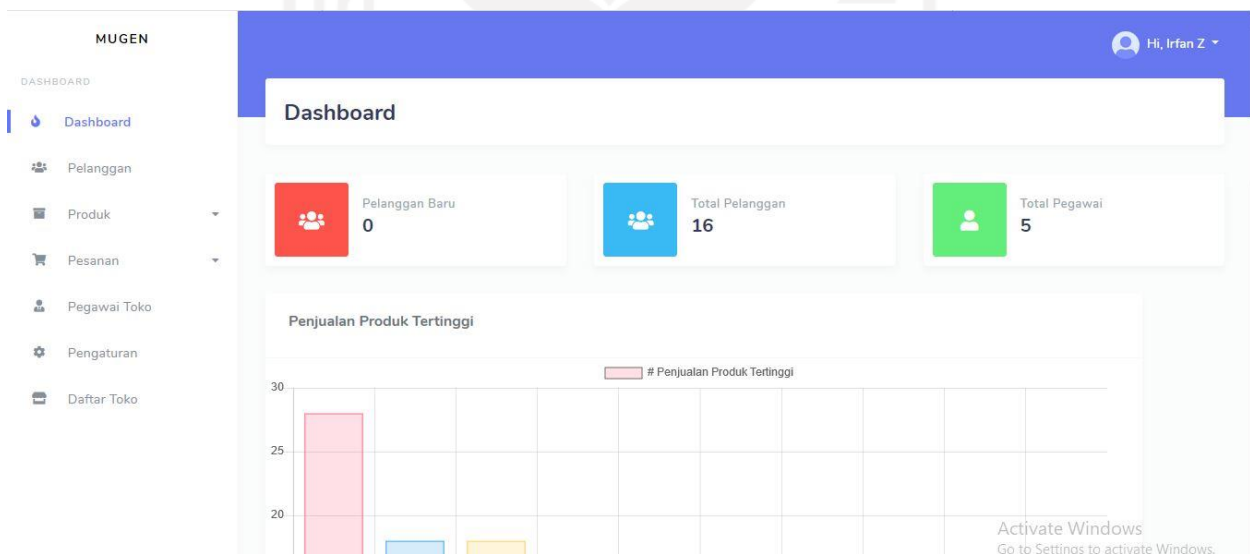 MUGEN
Hi, Irfan Z
DASHBOARD
Dashboard
Pelanggan
Produk
Pesanan
Pegawai Toko
Pengaturan
Daftar Toko
Dashboard
Pelanggan Baru
0
Total Pelanggan
16
Total Pegawai
5
Penjualan Produk Tertinggi
# Penjualan Produk Tertinggi
30
25
20
Activate Windows
Go to Settings to activate Windows.